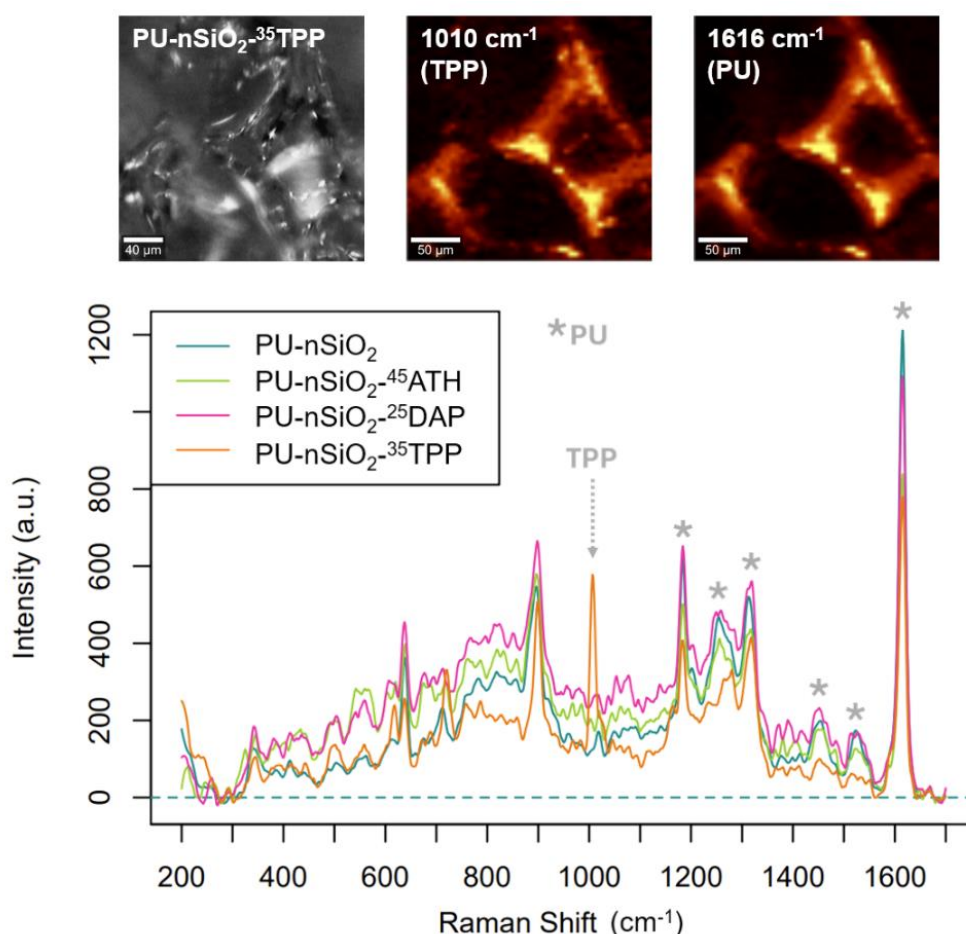 PU-nSiO₂-³⁵TPP
40 µm
1010 cm⁻¹
(TPP)
50 µm
1616 cm⁻¹
(PU)
50 µm
PU-nSiO₂
PU-nSiO₂-⁴⁵ATH
PU-nSiO₂-²⁵DAP
PU-nSiO₂-³⁵TPP
* PU
TPP
*
*
*
*
*
*
Intensity (a.u.)
1200
800
600
400
200
0
200 400 600 800 1000 1200 1400 1600
Raman Shift (cm⁻¹)